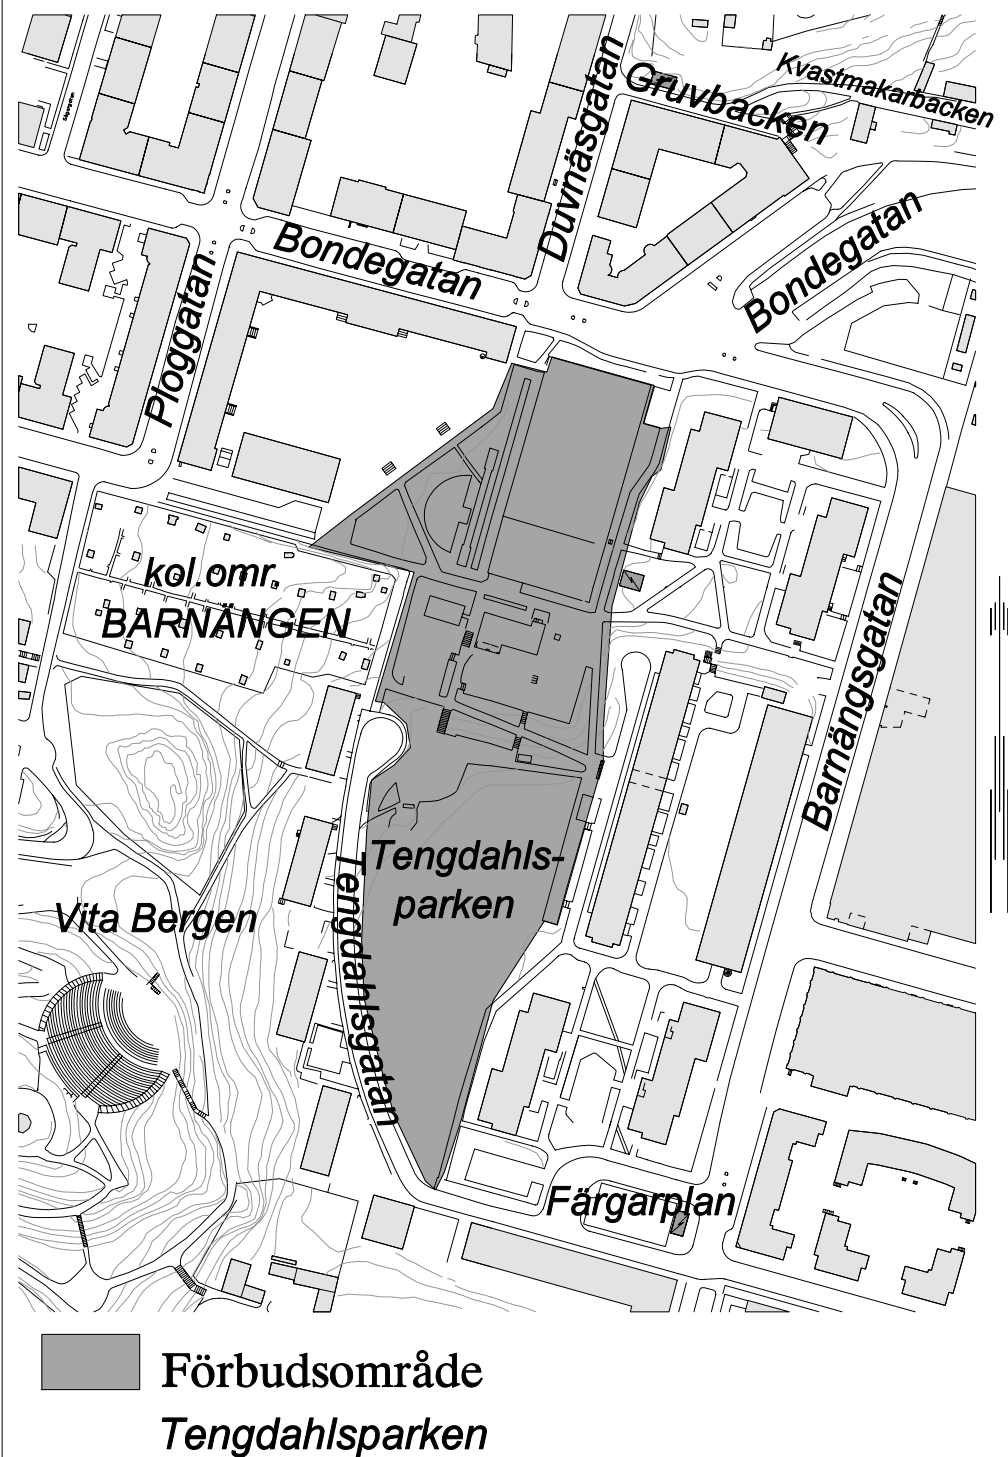 Kvastmakarbacken
Gruvbacken
Duvnäsgatan
Bondegatan
Bondegatan
Ploggatan
kol.omr.
BARNÄNGEN
Barnängsgatan
Tengdahls-
parken
Tengdahlsgatan
Vita Bergen
Färgarplan
Förbudsområde
Tengdahlsparken